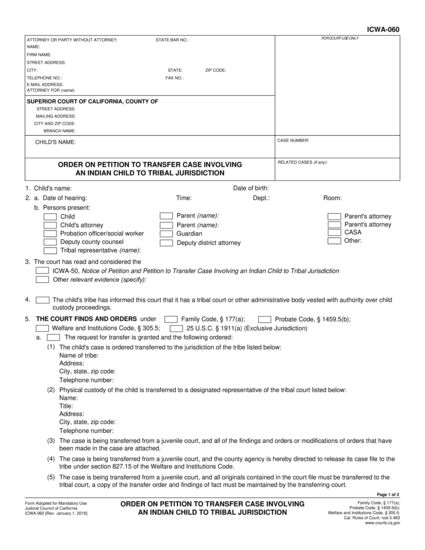 ICWA-060
ATTORNEY OR PARTY WITHOUT ATTORNEY: STATE BAR NO.: FOR COURT USE ONLY
NAME:
FIRM NAME:
STREET ADDRESS:
CITY: STATE: ZIP CODE:
TELEPHONE NO.: FAX NO.:
E-MAIL ADDRESS:
ATTORNEY FOR (name):
SUPERIOR COURT OF CALIFORNIA, COUNTY OF
STREET ADDRESS:
MAILING ADDRESS:
CITY AND ZIP CODE:
BRANCH NAME:
CHILD'S NAME:
CASE NUMBER:
ORDER ON PETITION TO TRANSFER CASE INVOLVING
AN INDIAN CHILD TO TRIBAL JURISDICTION
RELATED CASES (if any):
1. Child's name: Date of birth:
2. a. Date of hearing: Time: Dept.: Room:
b. Persons present:
Child Parent (name): Parent's attorney
Child's attorney Parent (name): Parent's attorney
Probation officer/social worker Guardian CASA
Deputy county counsel Deputy district attorney Other:
Tribal representative (name):
3. The court has read and considered the
ICWA-50, Notice of Petition and Petition to Transfer Case Involving an Indian Child to Tribal Jurisdiction
Other relevant evidence (specify):
4. The child's tribe has informed this court that it has a tribal court or other administrative body vested with authority over child
custody proceedings.
5. THE COURT FINDS AND ORDERS under Family Code, § 177(a); Probate Code, § 1459.5(b);
Welfare and Institutions Code, § 305.5; 25 U.S.C. § 1911(a) (Exclusive Jurisdiction)
a. The request for transfer is granted and the following ordered:
(1) The child's case is ordered transferred to the jurisdiction of the tribe listed below:
Name of tribe:
Address:
City, state, zip code:
Telephone number:
(2) Physical custody of the child is transferred to a designated representative of the tribal court listed below:
Name:
Title:
Address:
City, state, zip code:
Telephone number:
(3) The case is being transferred from a juvenile court, and all of the findings and orders or modifications of orders that have
been made in the case are attached.
(4) The case is being transferred from a juvenile court, and the county agency is hereby directed to release its case file to the
tribe under section 827.15 of the Welfare and Institutions Code.
(5) The case is being transferred from a juvenile court, and all originals contained in the court file must be transferred to the
tribal court, a copy of the transfer order and findings of fact must be maintained by the transferring court.
Page 1 of 2
Form Adopted for Mandatory Use
Judicial Council of California
ICWA-060 [Rev. January 1, 2016]
ORDER ON PETITION TO TRANSFER CASE INVOLVING
AN INDIAN CHILD TO TRIBAL JURISDICTION
Family Code, § 177(a);
Probate Code, § 1459.5(b);
Welfare and Institutions Code, § 305.5;
Cal. Rules of Court, rule 5.483
www.courts.ca.gov